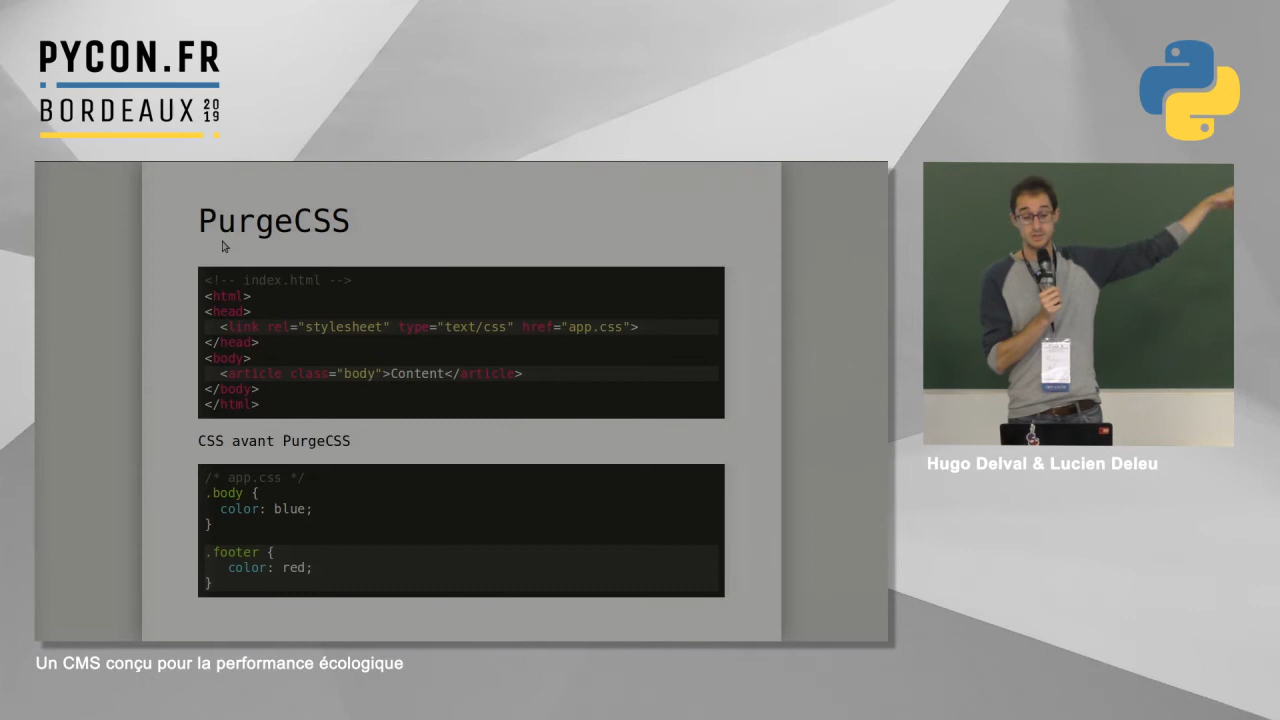 PYCON.FR
BORDEAUX 2019
PurgeCSS
<!-- index.html -->
<html>
<head>
  <link rel="stylesheet" type="text/css" href="app.css">
</head>
<body>
  <article class="body">Content</article>
</body>
</html>
CSS avant PurgeCSS
/* app.css */
.body {
  color: blue;
}
.footer {
   color: red;
}
Hugo Delval & Lucien Deleu
Un CMS conçu pour la performance écologique